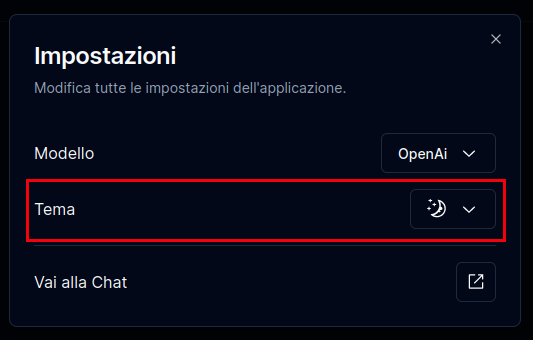 Impostazioni
Modifica tutte le impostazioni dell'applicazione.
Modello
OpenAi
Tema
Vai alla Chat